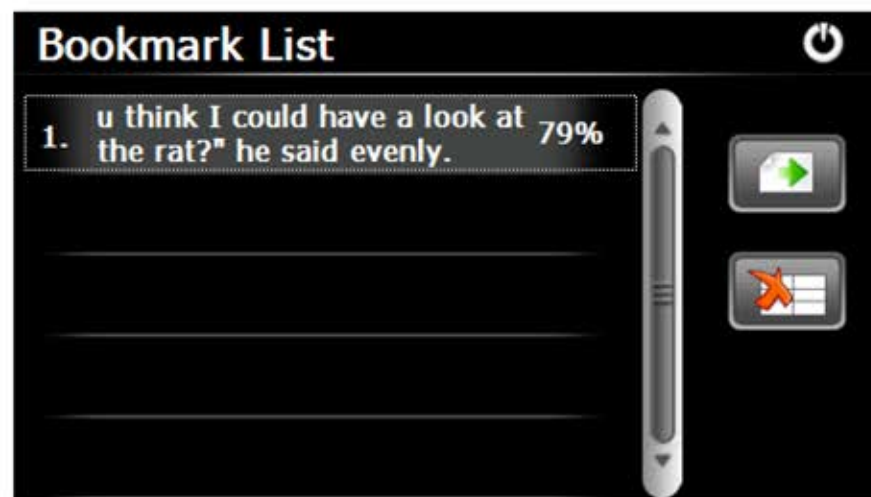 Bookmark List
1. u think I could have a look at 79%
the rat?" he said evenly.